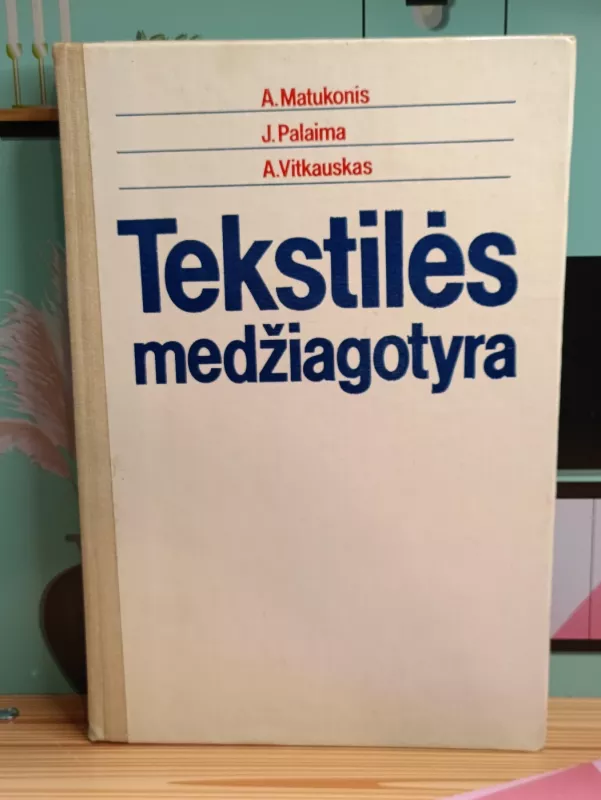 A.Matukonis
J.Palaima
A.Vitkauskas
Tekstilės
medžiagotyra